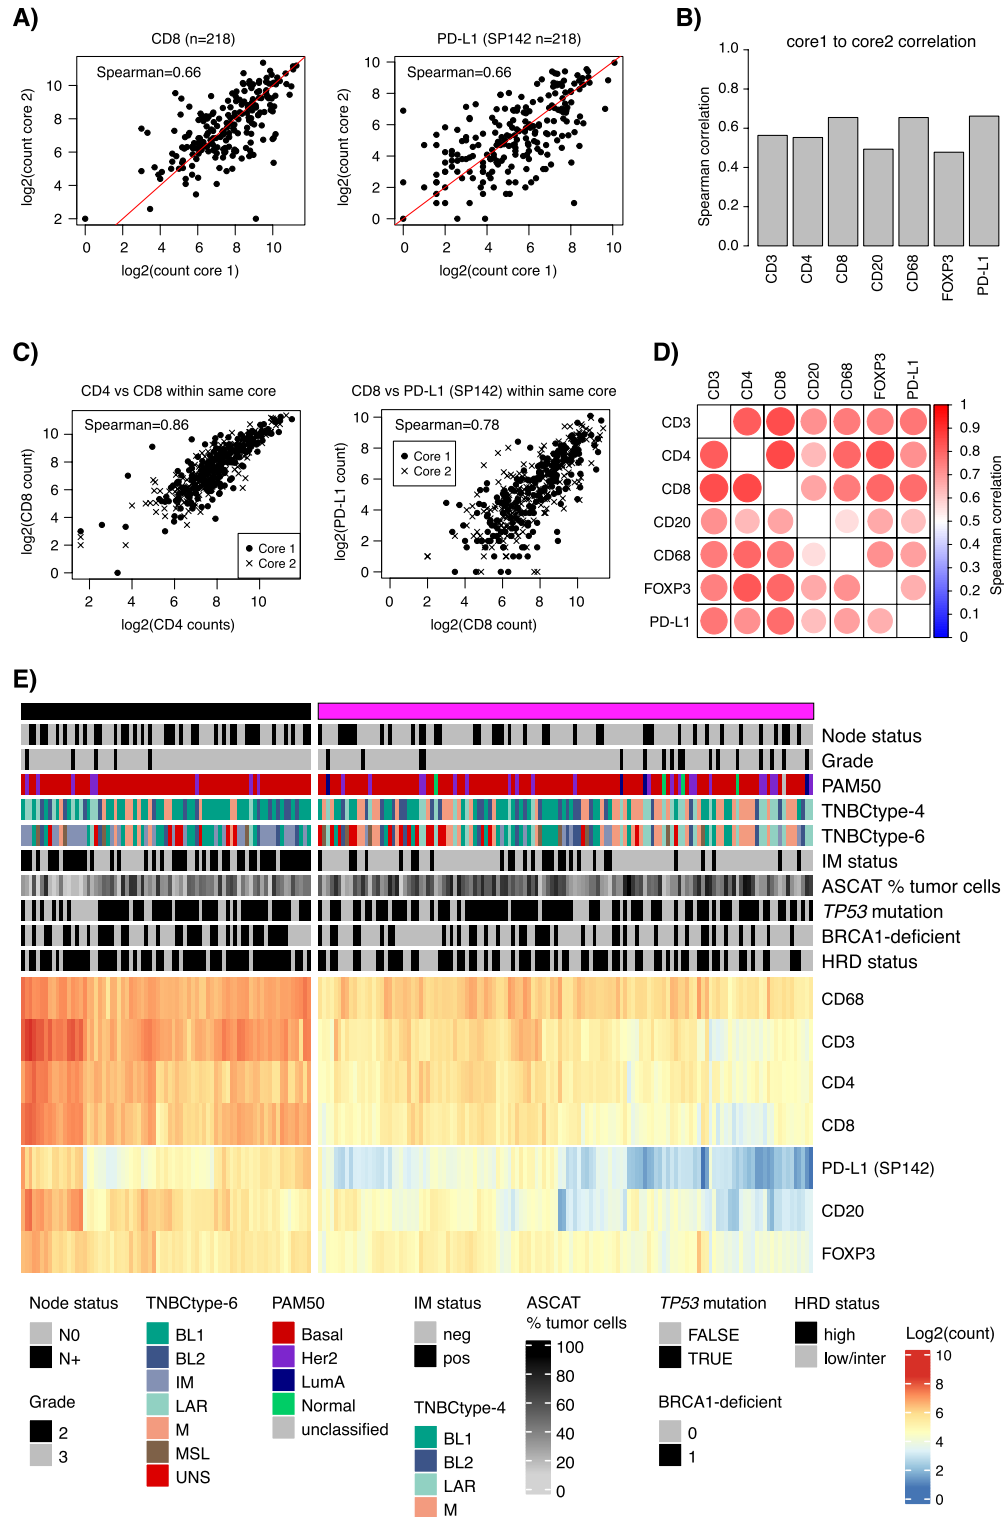 A)
CD8 (n=218)
Spearman=0.66
log2(count core 2)
10
8
6
4
2
0
2
4
6
8
10
log2(count core 1)
PD-L1 (SP142 n=218)
Spearman=0.66
log2(count core 2)
10
8
6
4
2
0
0
2
4
6
8
10
log2(count core 1)
B)
core1 to core2 correlation
Spearman correlation
1.0
0.8
0.6
0.4
0.2
0.0
CD3
CD4
CD8
CD20
CD68
FOXP3
PD-L1
C)
CD4 vs CD8 within same core
Spearman=0.86
log2(CD8 count)
10
8
6
4
2
0
Core 1
Core 2
2
4
6
8
10
log2(CD4 counts)
CD8 vs PD-L1 (SP142) within same core
Spearman=0.78
log2(PD-L1 count)
10
8
6
4
2
0
Core 1
Core 2
0
2
4
6
8
10
log2(CD8 count)
D)
CD3
CD4
CD8
CD20
CD68
FOXP3
PD-L1
CD3
CD4
CD8
CD20
CD68
FOXP3
PD-L1
1
0.9
0.8
0.7
0.6
0.5
0.4
0.3
0.2
0.1
0
Spearman correlation
E)
Node status
Grade
PAM50
TNBCtype-4
TNBCtype-6
IM status
ASCAT % tumor cells
TP53 mutation
BRCA1-deficient
HRD status
CD68
CD3
CD4
CD8
PD-L1 (SP142)
CD20
FOXP3
Node status
N0
N+
Grade
2
3
TNBCtype-6
BL1
BL2
IM
LAR
M
MSL
UNS
PAM50
Basal
Her2
LumA
Normal
unclassified
IM status
neg
pos
TNBCtype-4
BL1
BL2
LAR
M
ASCAT
% tumor cells
100
80
60
40
20
0
TP53 mutation
FALSE
TRUE
BRCA1-deficient
0
1
HRD status
high
low/inter
Log2(count)
10
8
6
4
2
0